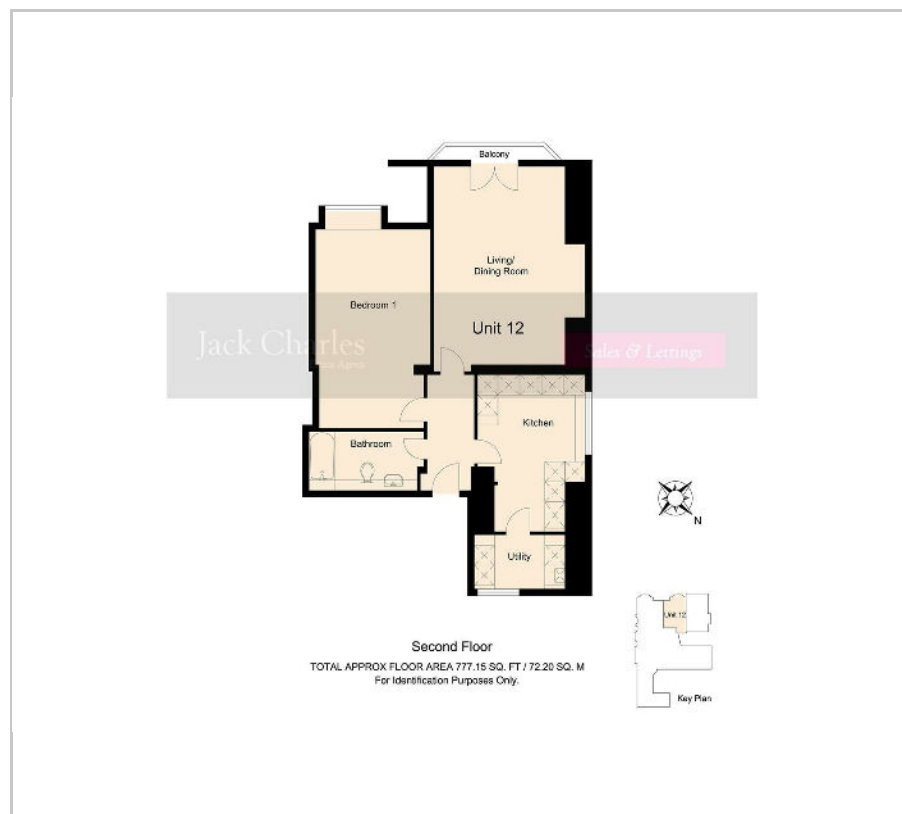 Balcony
Living/
Dining Room
Bedroom 1
Unit 12
Jack Charles
Sales & Lettings
Kitchen
Bathroom
Utility
N
Unit 12
Key Plan
Second Floor
TOTAL APPROX FLOOR AREA 777.15 SQ. FT / 72.20 SQ. M
For Identification Purposes Only.